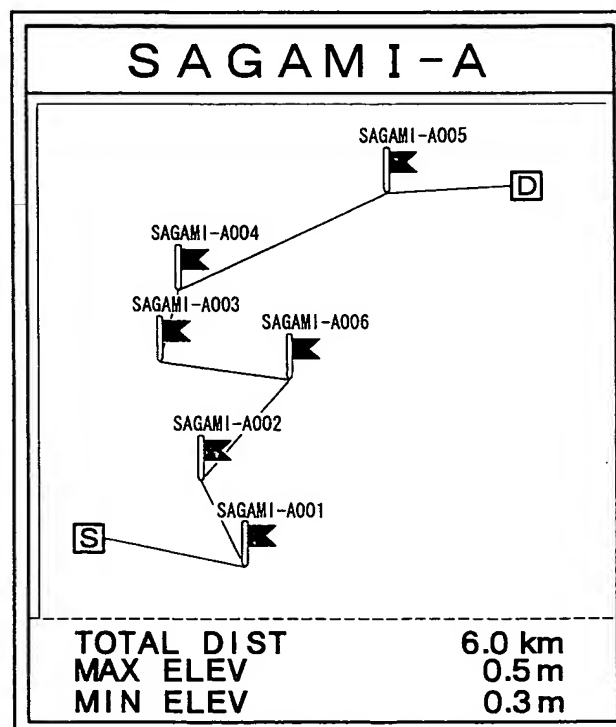 SAGAMI-A
SAGAMI-A005
D
SAGAMI-A004
SAGAMI-A003
SAGAMI-A006
SAGAMI-A002
SAGAMI-A001
S
TOTAL DIST 6.0 km
MAX ELEV 0.5 m
MIN ELEV 0.3 m